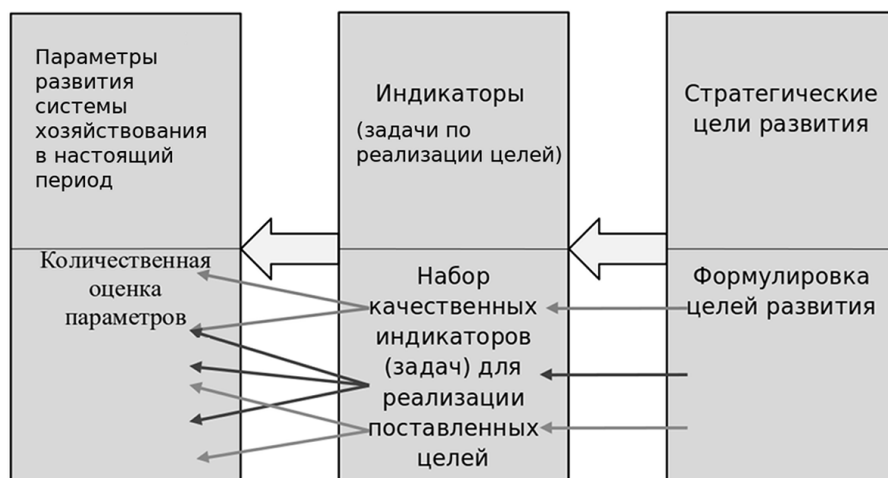 Параметры
развития
системы
хозяйствования
в настоящий
период
Индикаторы
(задачи по
реализации целей)
Стратегические
цели развития
Количественная
оценка
параметров
Набор
качественных
индикаторов
(задач) для
реализации
поставленных
целей
Формулировка
целей развития